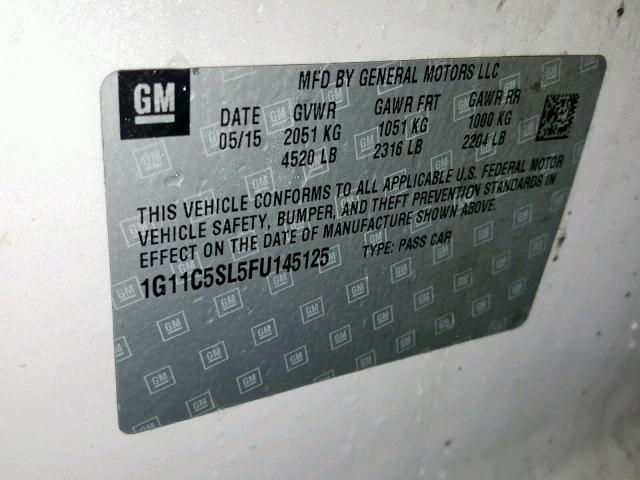 GM
MFD BY GENERAL MOTORS LLC
DATE GVWR GAWR FRT GAWR RR
05/15 2051 KG 1051 KG 1000 KG
4520 LB 2316 LB 2204 LB
THIS VEHICLE CONFORMS TO ALL APPLICABLE U.S. FEDERAL MOTOR
VEHICLE SAFETY, BUMPER, AND THEFT PREVENTION STANDARDS IN
EFFECT ON THE DATE OF MANUFACTURE SHOWN ABOVE.
1G11C5SL5FU145125 TYPE: PASS CAR